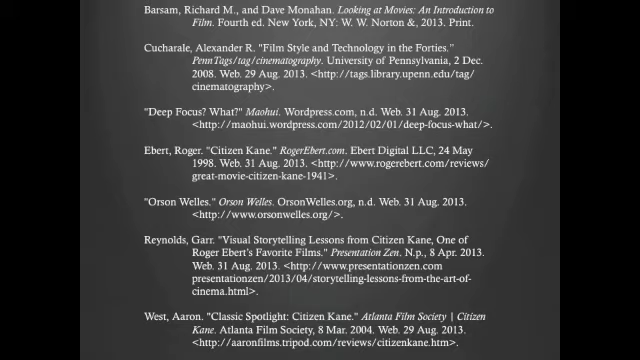 Barsam, Richard M., and Dave Monahan. Looking at Movies: An Introduction to
Film. Fourth ed. New York, NY: W. W. Norton &, 2013. Print.
Cucharale, Alexander R. "Film Style and Technology in the Forties."
PennTags/tag/cinematography. University of Pennsylvania, 2 Dec.
2008. Web. 29 Aug. 2013. <http://tags.library.upenn.edu/tag/
cinematography>.
"Deep Focus? What?" Maohui. Wordpress.com, n.d. Web. 31 Aug. 2013.
<http://maohui.wordpress.com/2012/02/01/deep-focus-what/>.
Ebert, Roger. "Citizen Kane." RogerEbert.com. Ebert Digital LLC, 24 May
1998. Web. 31 Aug. 2013. <http://www.rogerebert.com/reviews/
great-movie-citizen-kane-1941>.
"Orson Welles." Orson Welles. OrsonWelles.org, n.d. Web. 31 Aug. 2013.
<http://www.orsonwelles.org/>.
Reynolds, Garr. "Visual Storytelling Lessons from Citizen Kane, One of
Roger Ebert's Favorite Films." Presentation Zen. N.p., 8 Apr. 2013.
Web. 31 Aug. 2013. <http://www.presentationzen.com
presentationzen/2013/04/storytelling-lessons-from-the-art-of-
cinema.html>.
West, Aaron. "Classic Spotlight: Citizen Kane." Atlanta Film Society | Citizen
Kane. Atlanta Film Society, 8 Mar. 2004. Web. 29 Aug. 2013.
<http://aaronfilms.tripod.com/reviews/citizenkane.htm>.